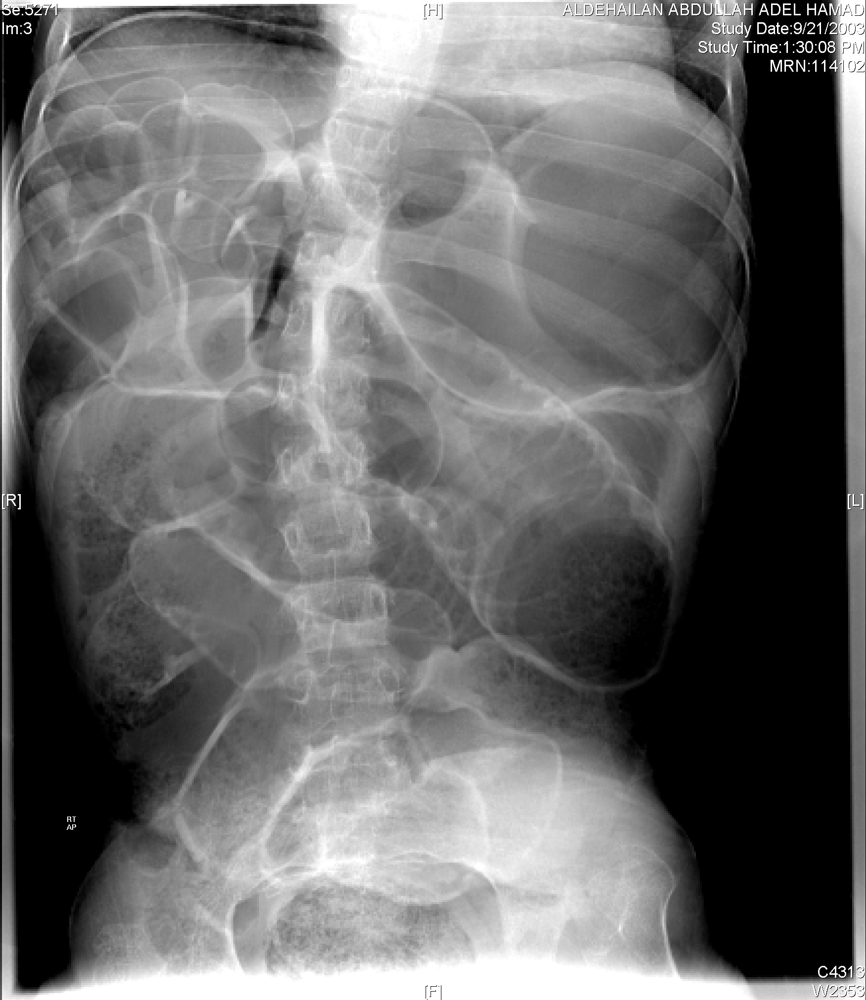 Se:5271
Im:3
[H]
ALDEHAILAN ABDULLAH ADEL HAMAD
Study Date:9/21/2003
Study Time:1:30:08 PM
MRN:114102
[R]
[L]
RT
AP
C4313
W2353
[F]